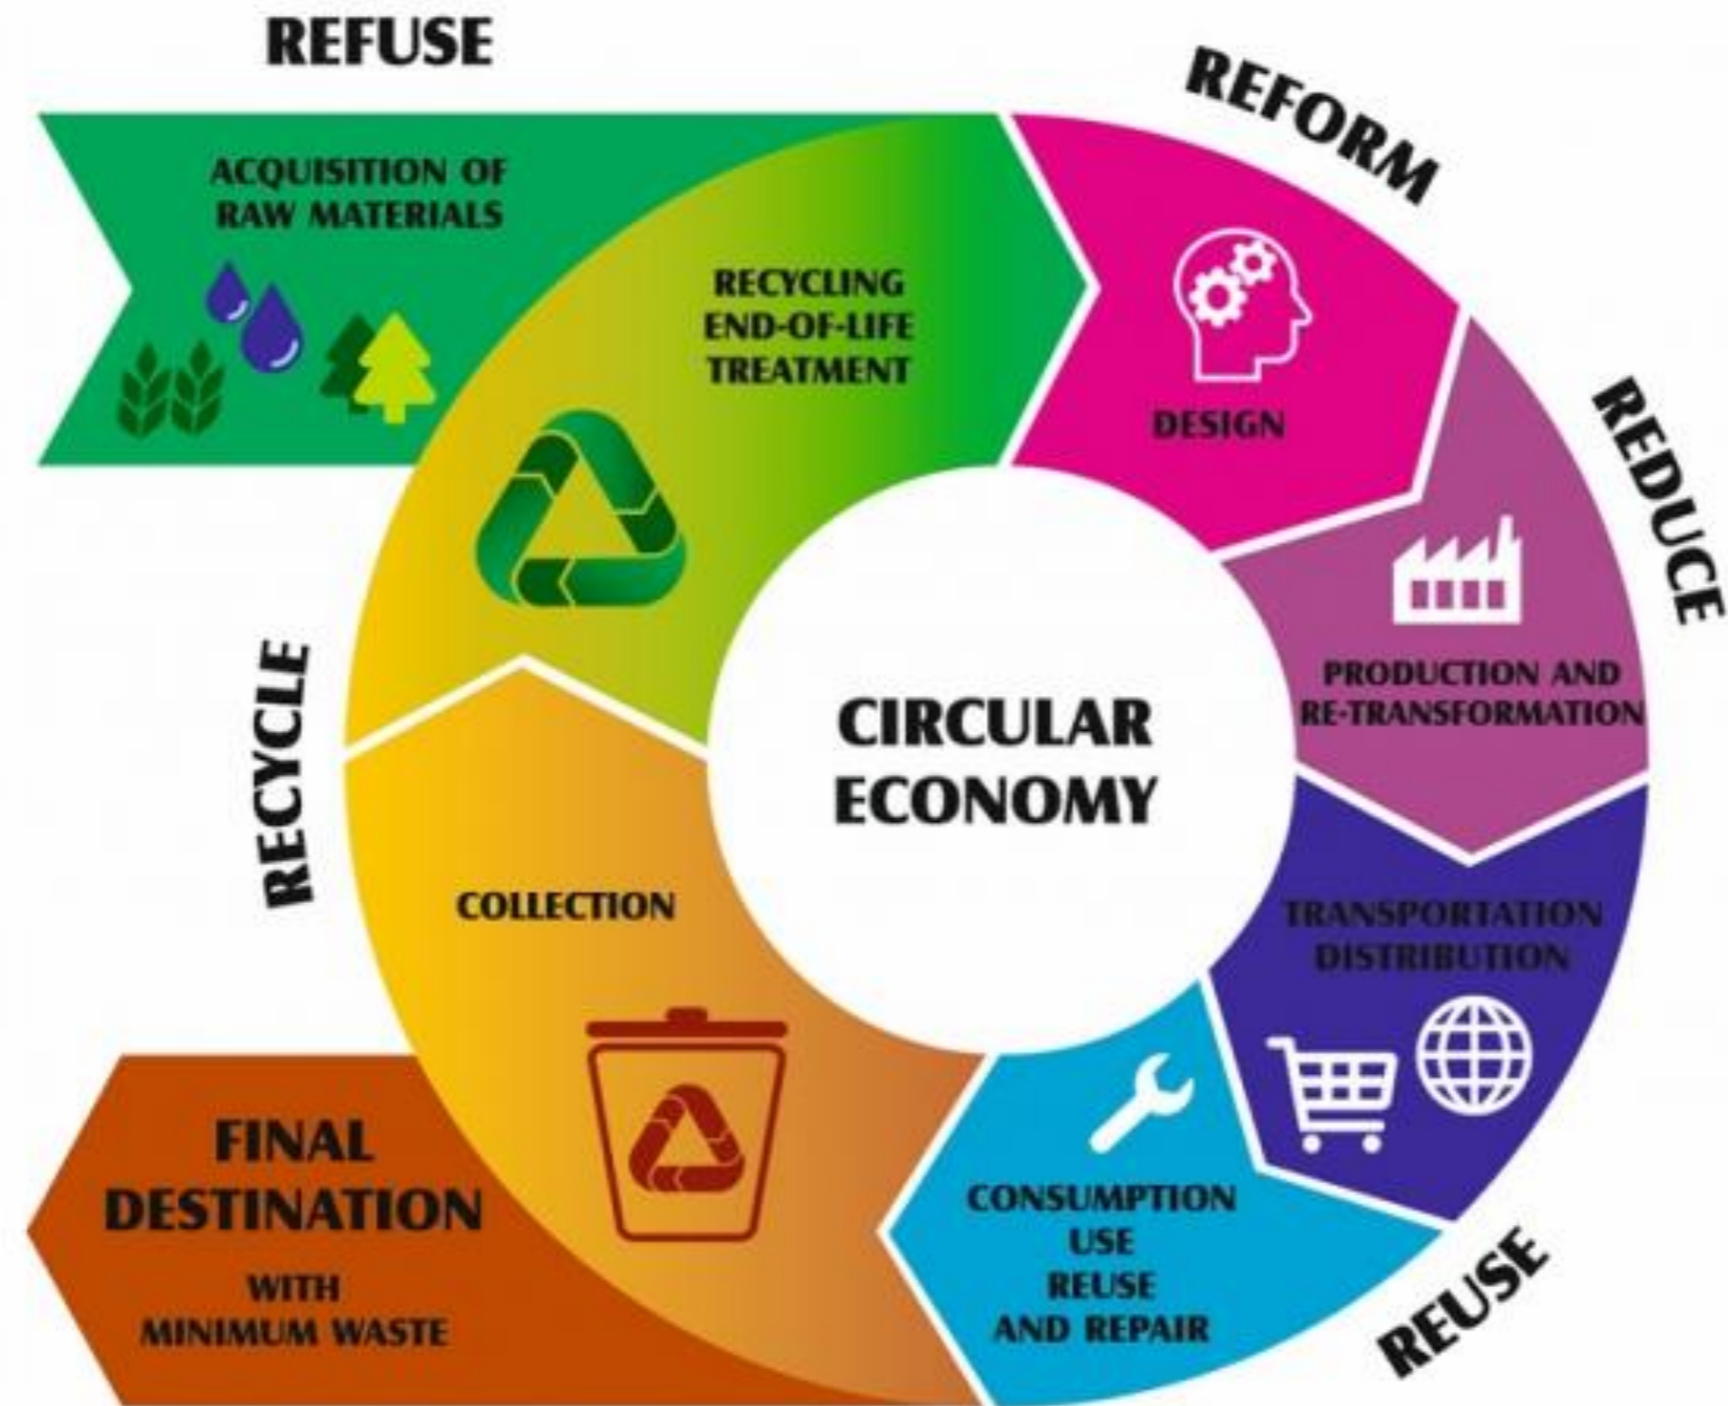 REFUSE
REFORM
ACQUISITION OF
RAW MATERIALS
RECYCLING
END-OF-LIFE
TREATMENT
DESIGN
REDUCE
PRODUCTION AND
RE-TRANSFORMATION
RECYCLE
CIRCULAR
ECONOMY
COLLECTION
TRANSPORTATION
DISTRIBUTION
FINAL
DESTINATION
WITH
MINIMUM WASTE
CONSUMPTION
USE
REUSE
AND REPAIR
REUSE